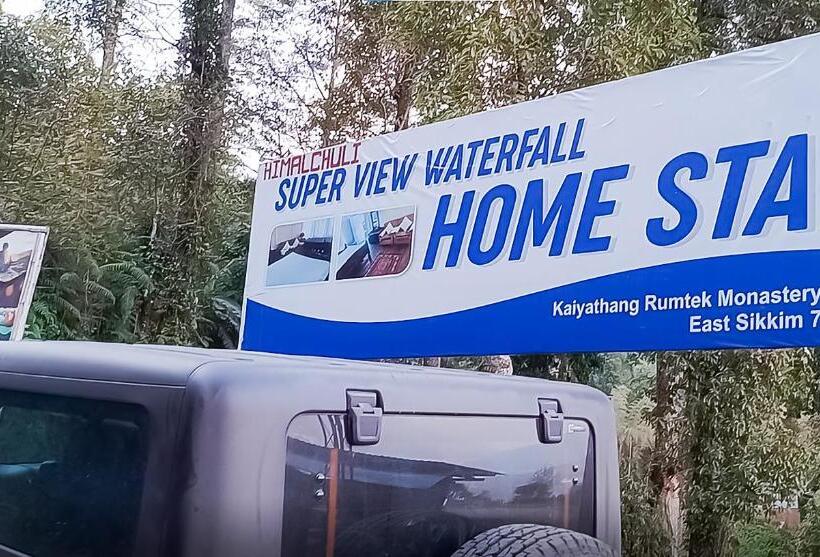 HIMALCHULI
SUPER VIEW WATERFALL
HOME STA
Kaiyathang Rumtek Monastery
East Sikkim 7